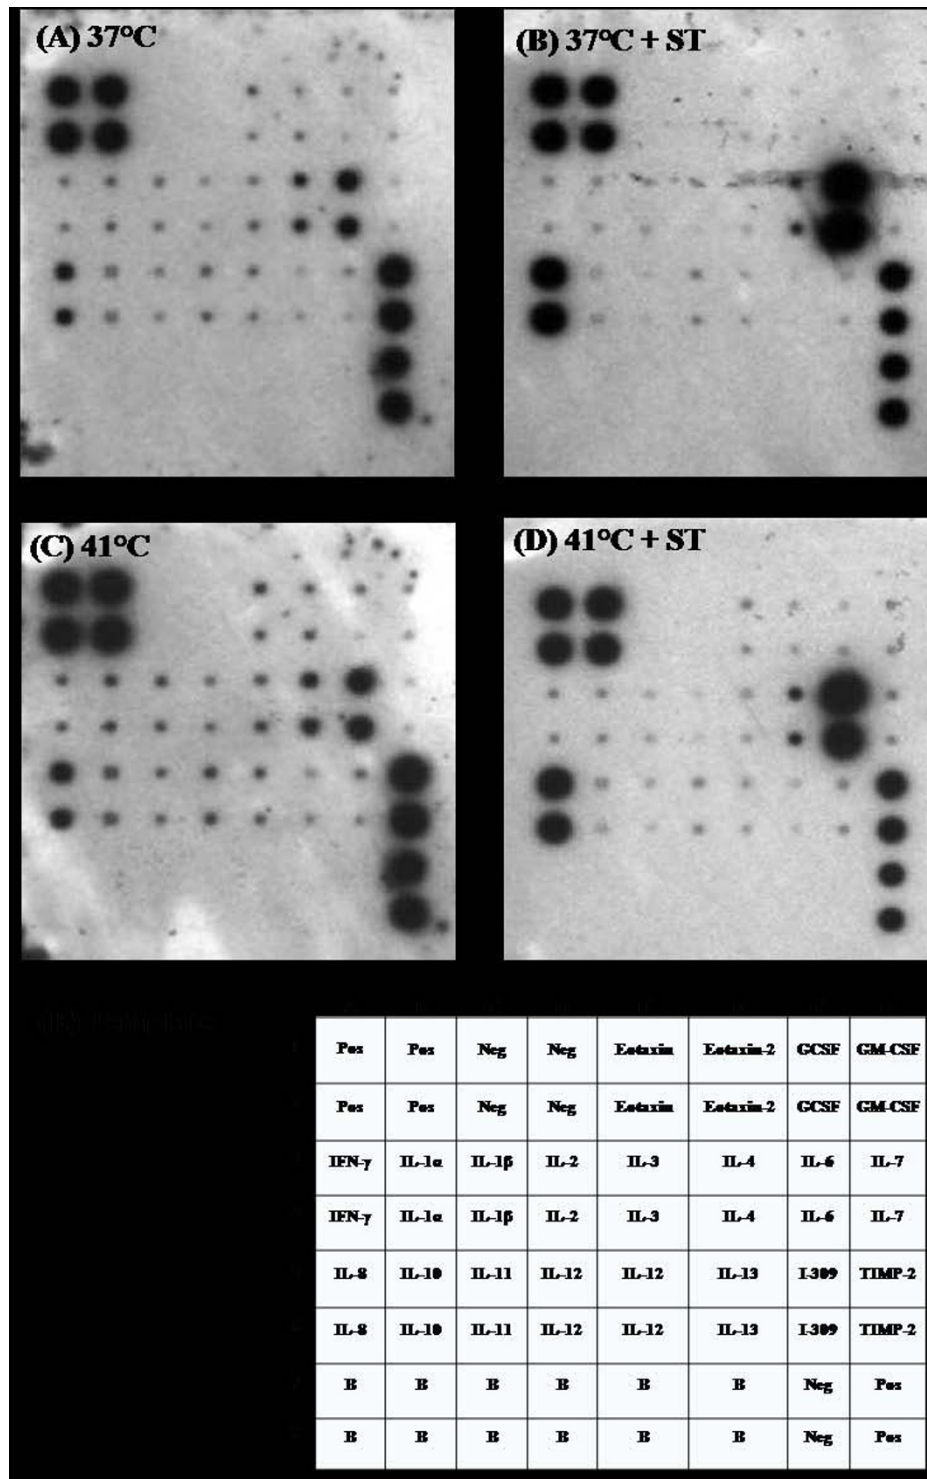 (A) 37°C
(B) 37°C + ST
(C) 41°C
(D) 41°C + ST
Pos Pos Neg Neg Eotaxin Eotaxin-2 GCSF GM-CSF
Pos Pos Neg Neg Eotaxin Eotaxin-2 GCSF GM-CSF
IFN-γ IL-1α IL-1β IL-2 IL-3 IL-4 IL-6 IL-7
IFN-γ IL-1α IL-1β IL-2 IL-3 IL-4 IL-6 IL-7
IL-8 IL-10 IL-11 IL-12 IL-12 IL-13 I-309 TIMP-2
IL-8 IL-10 IL-11 IL-12 IL-12 IL-13 I-309 TIMP-2
B B B B B B Neg Pos
B B B B B B Neg Pos